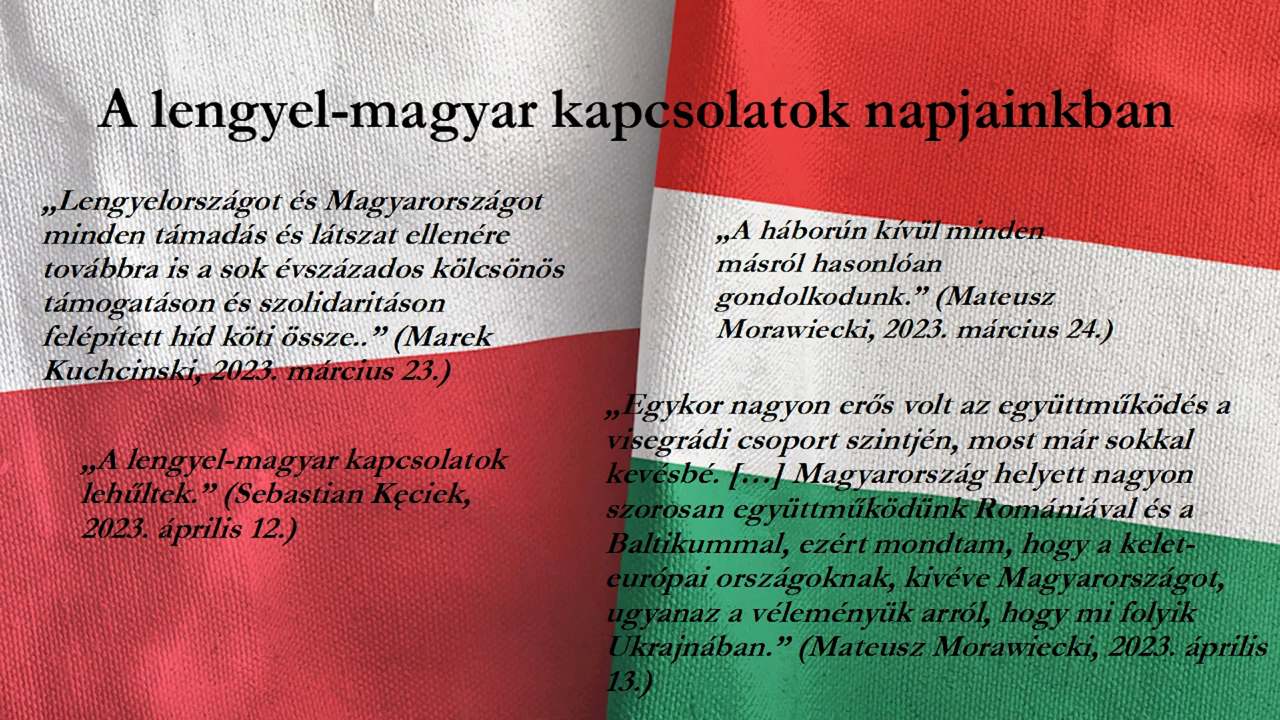 A lengyel-magyar kapcsolatok napjainkban
„Lengyelországot és Magyarországot
minden támadás és látszat ellenére
továbbra is a sok évszázados kölcsönös
támogatáson és szolidaritáson
felépített híd köti össze..” (Marek
Kuchcinski, 2023. március 23.)
„A lengyel-magyar kapcsolatok
lehűltek.” (Sebastian Kęciek,
2023. április 12.)
„A háborún kívül minden
másról hasonlóan
gondolkodunk.” (Mateusz
Morawiecki, 2023. március 24.)
„Egykor nagyon erős volt az együttműködés a
visegrádi csoport szintjén, most már sokkal
kevésbé. […] Magyarország helyett nagyon
szorosan együttműködünk Romániával és a
Baltikummal, ezért mondtam, hogy a kelet-
európai országoknak, kivéve Magyarországot,
ugyanaz a véleményük arról, hogy mi folyik
Ukrajnában.” (Mateusz Morawiecki, 2023. április
13.)